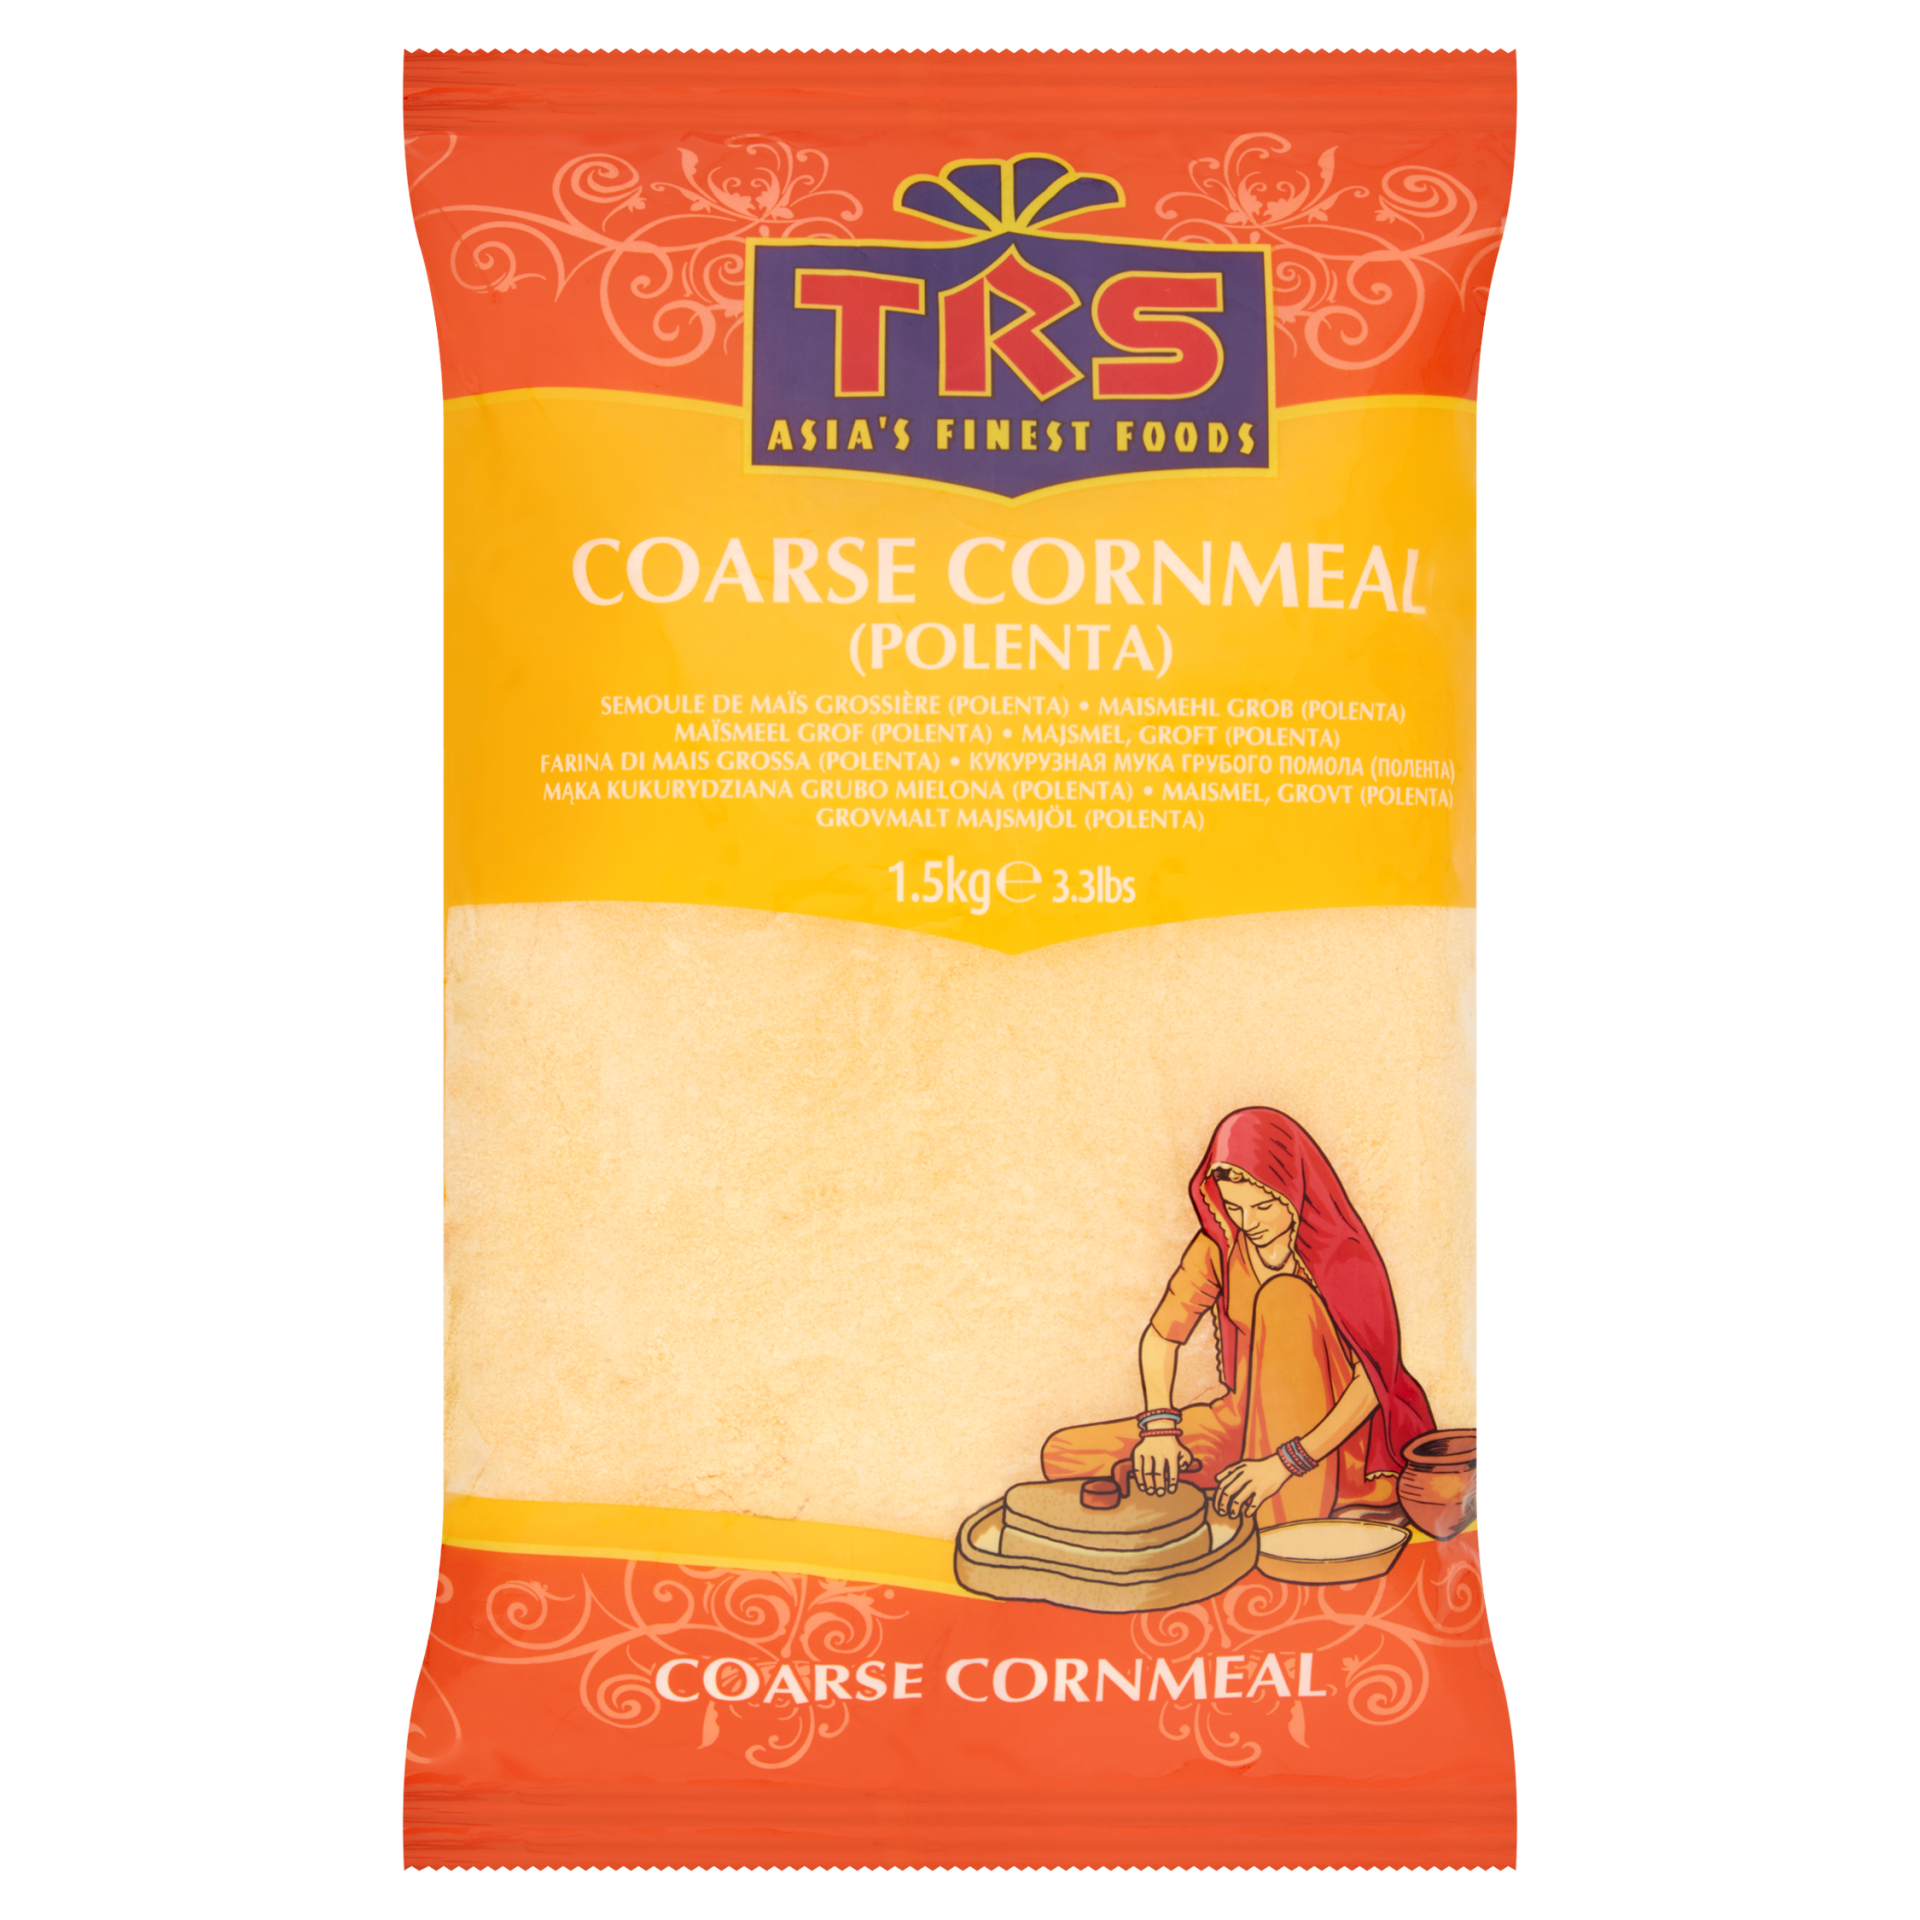 TRS
ASIA'S FINEST FOODS
COARSE CORNMEAL
(POLENTA)
SEMOULE DE MAÏS GROSSIÈRE (POLENTA) • MAISMEHL GROB (POLENTA)
MAÏSMEEL GROF (POLENTA) • MAJSMEL, GROFT (POLENTA)
FARINA DI MAIS GROSSA (POLENTA) • КУКУРУЗНАЯ МУКА ГРУБОГО ПОМОЛА (ПОЛЕНТА)
MĄKA KUKURYDZIANA GRUBO MIELONA (POLENTA) • MAISMEL, GROVT (POLENTA)
GROVMALT MAJSMJÖL (POLENTA)
1.5kg℮ 3.3lbs
COARSE CORNMEAL